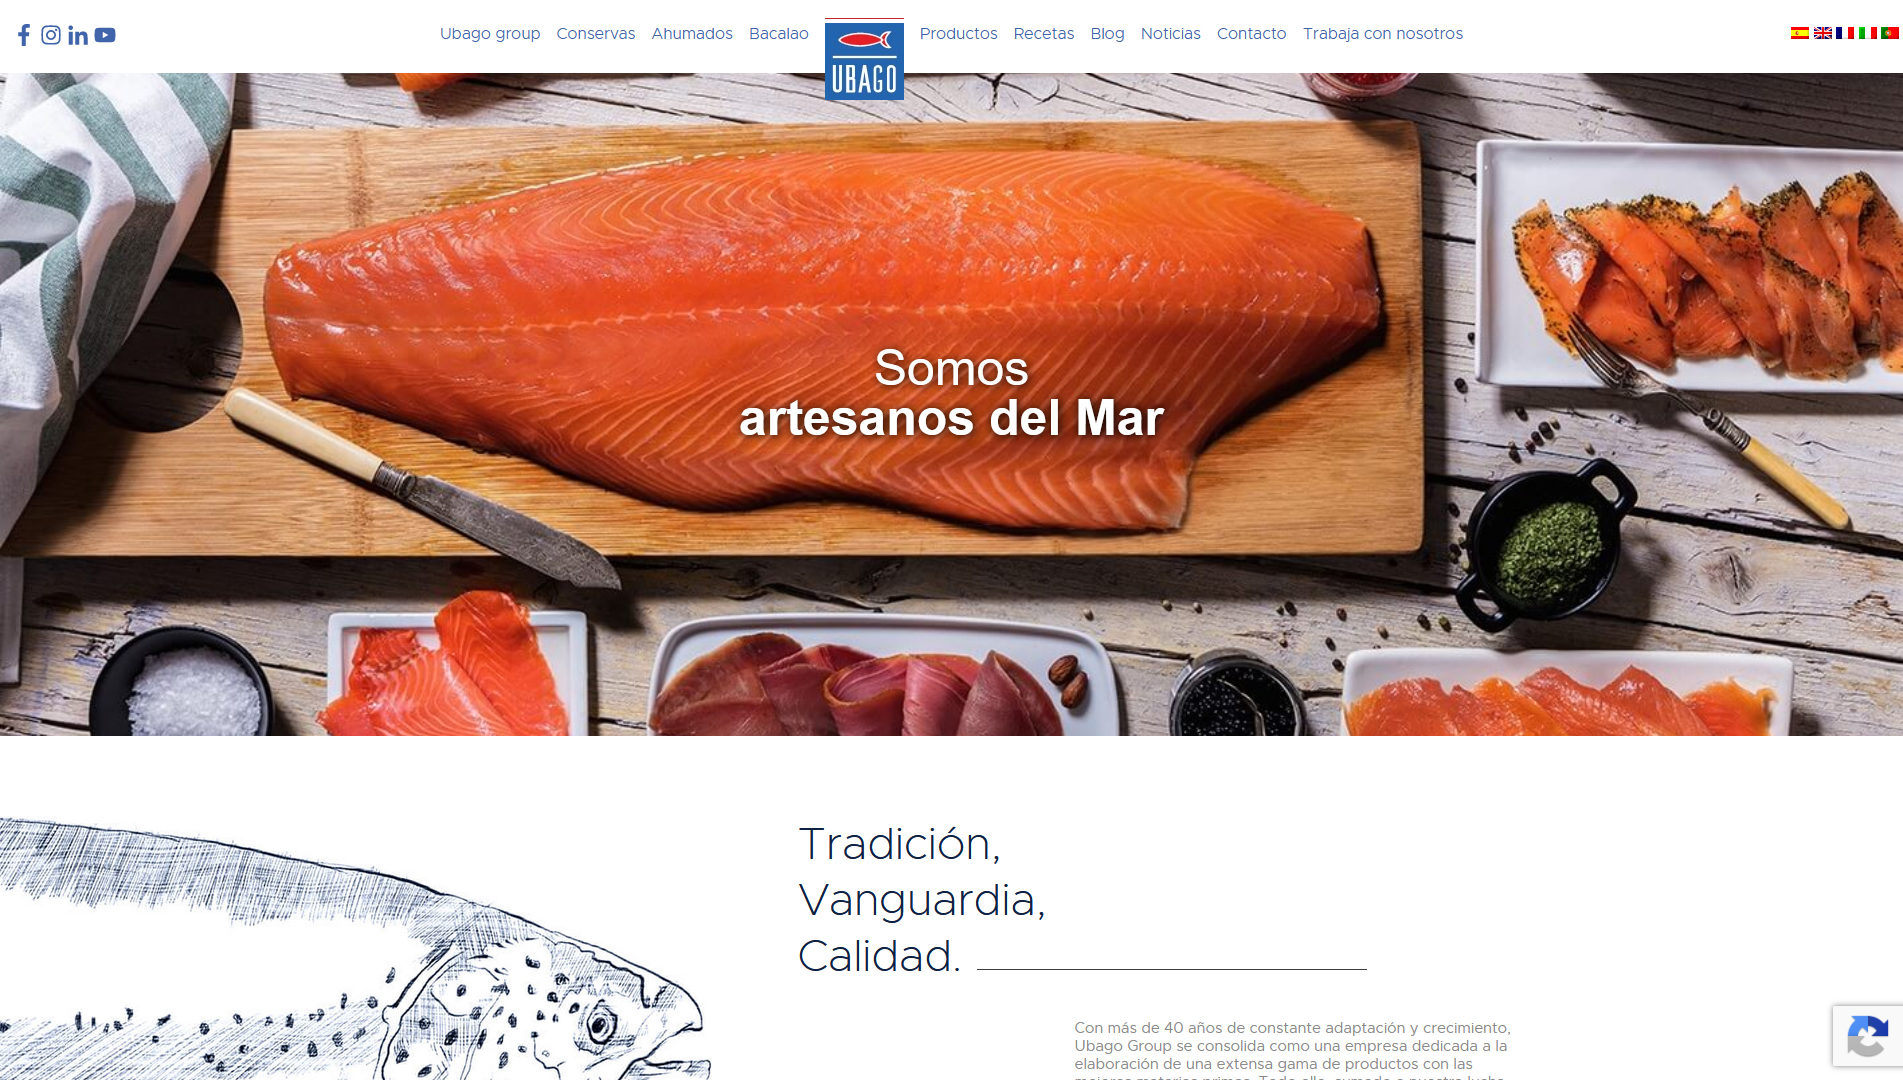 Ubago group Conservas Ahumados Bacalao UBAGO Productos Recetas Blog Noticias Contacto Trabaja con nosotros
Somos
artesanos del Mar
Tradición,
Vanguardia,
Calidad.
Con más de 40 años de constante adaptación y crecimiento,
Ubago Group se consolida como una empresa dedicada a la
elaboración de una extensa gama de productos con las